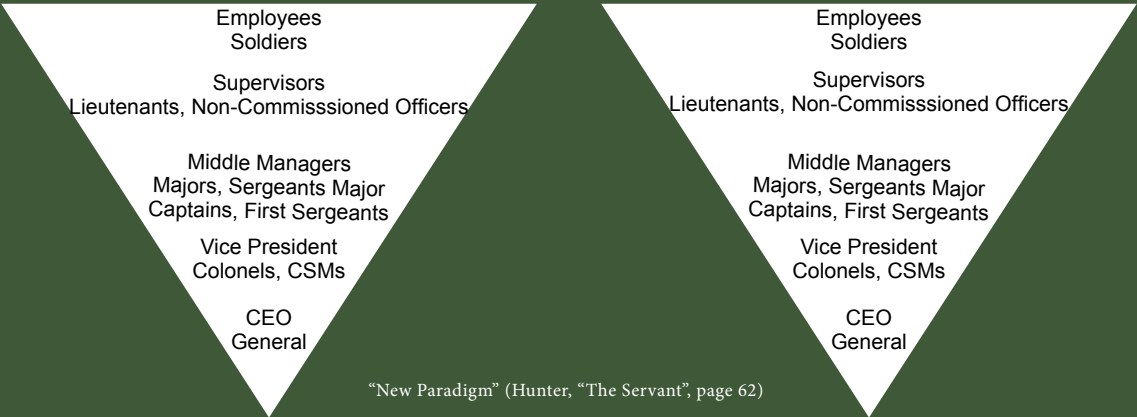 Employees
Soldiers
Supervisors
Lieutenants, Non-Commisssioned Officers
Middle Managers
Majors, Sergeants Major
Captains, First Sergeants
Vice President
Colonels, CSMs
CEO
General
Employees
Soldiers
Supervisors
Lieutenants, Non-Commisssioned Officers
Middle Managers
Majors, Sergeants Major
Captains, First Sergeants
Vice President
Colonels, CSMs
CEO
General
“New Paradigm” (Hunter, “The Servant”, page 62)